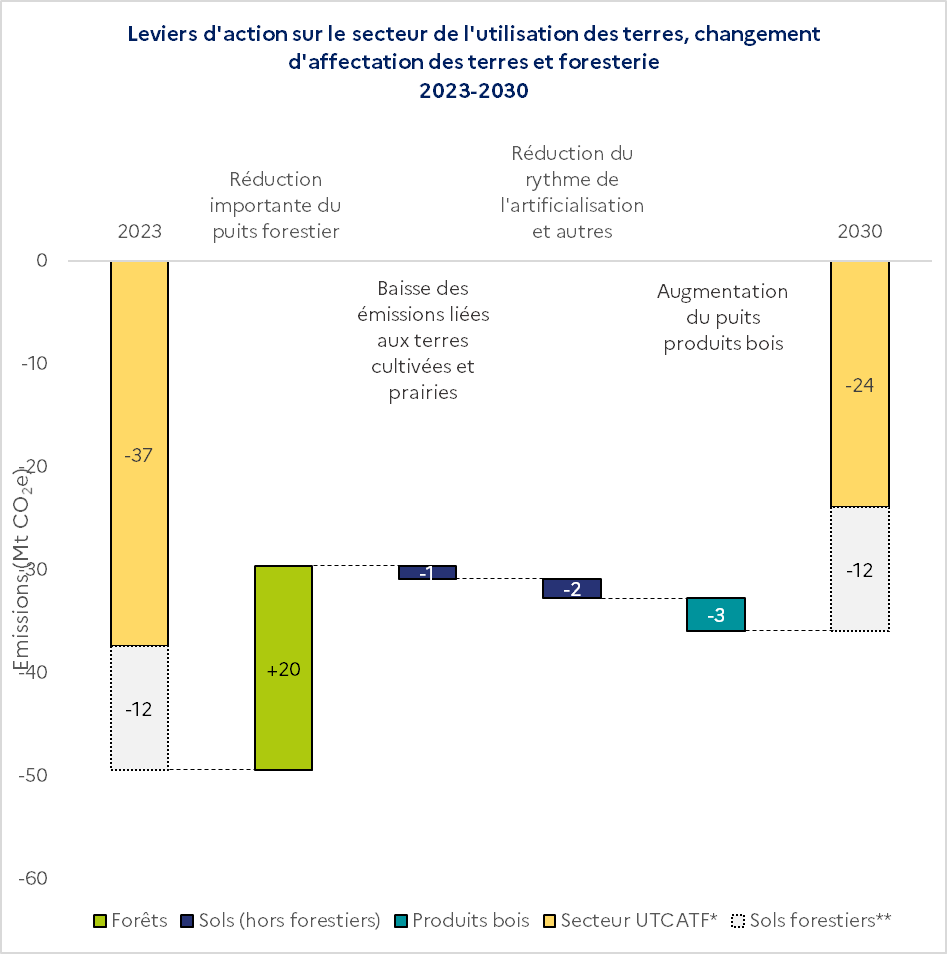 Leviers d'action sur le secteur de l'utilisation des terres, changement
d'affectation des terres et foresterie
2023-2030
2023
Réduction
importante du
puits forestier
Réduction du
rythme de
l'artificialisation
et autres
2030
Baisse des
émissions liées
aux terres
cultivées et
prairies
Augmentation
du puits
produits bois
Emissions (Mt CO₂e)
0
-10
-20
-30
-40
-50
-60
-37
-12
+20
-1
-2
-3
-24
-12
Forêts
Sols (hors forestiers)
Produits bois
Secteur UTCATF*
Sols forestiers**